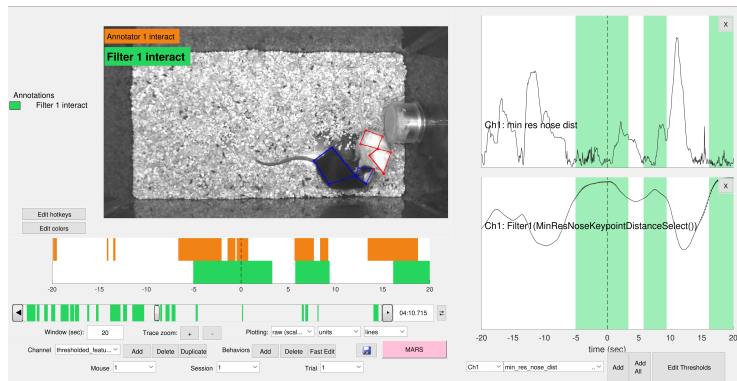 Annotator 1 interact
Filter 1 interact
Annotations
Filter 1 interact
Edit hotkeys
Edit colors
-20 -15 -10 -5 0 5 10 15 20
04:10.715
Window (sec): 20 Trace zoom: + - Plotting: raw (scal... units lines
Channel thresholded_featu... Add Delete Duplicate Behaviors Add Delete Fast Edit MARS
Mouse 1 Session 1 Trial 1
X
Ch1: min res nose dist
X
Ch1: Filter1(MinResNoseKeypointDistanceSelect())
-20 -15 -10 -5 0 5 10 15 20
time (sec)
Ch1 min_res_nose_dist .. Add Add All Edit Thresholds